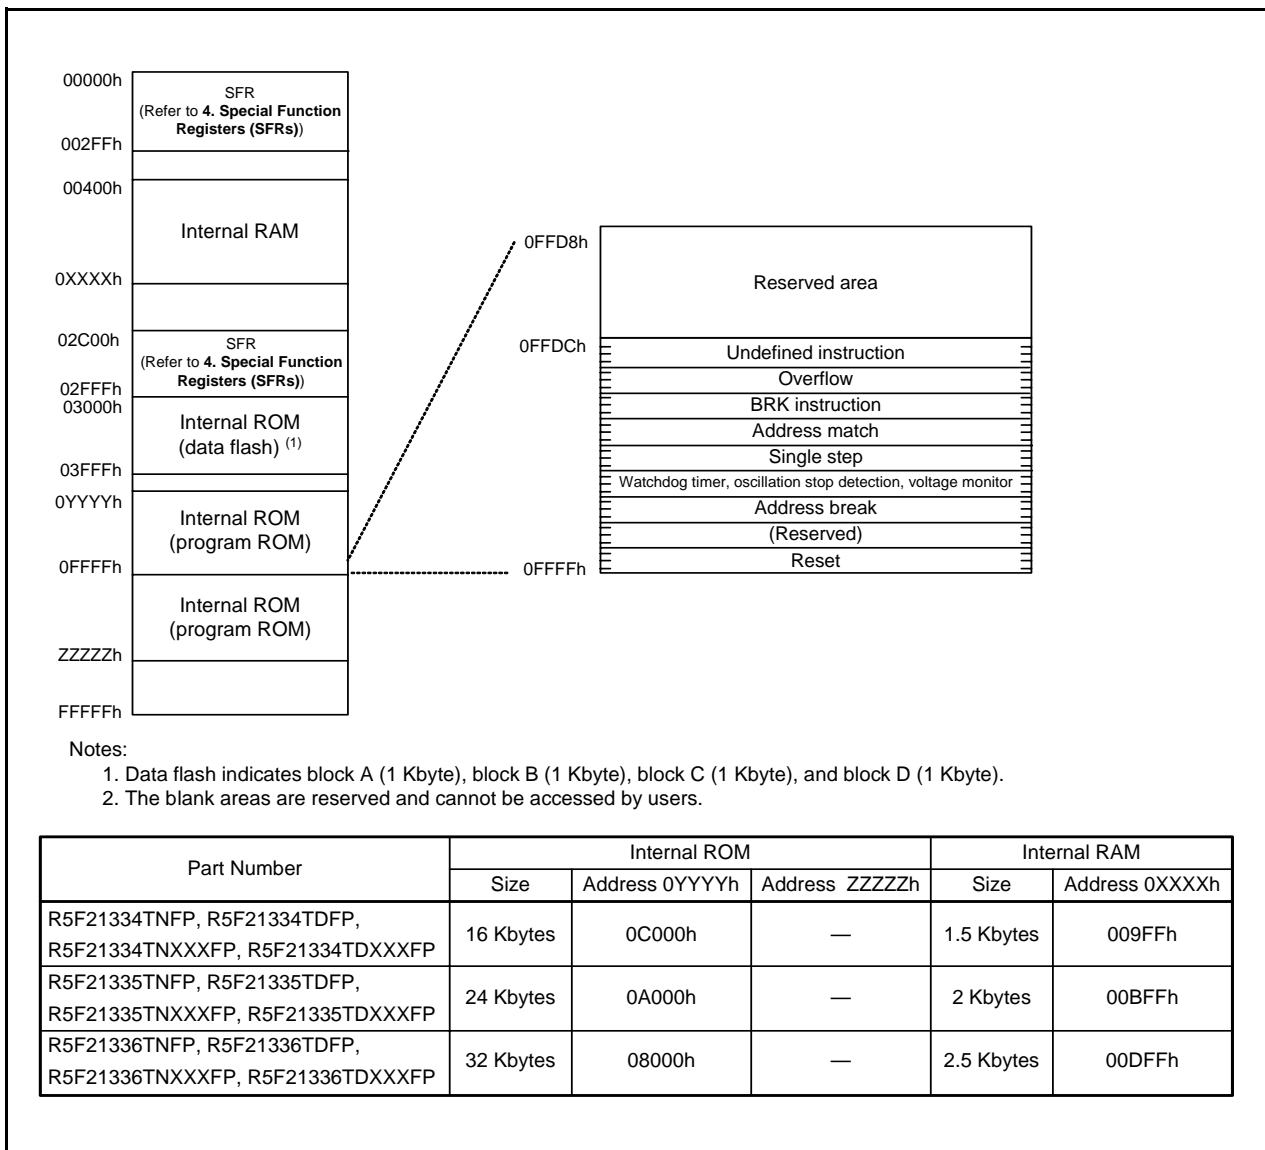 00000h
SFR
(Refer to 4. Special Function
Registers (SFRs))
002FFh
00400h
Internal RAM
0XXXXh
02C00h
SFR
(Refer to 4. Special Function
Registers (SFRs))
02FFFh
03000h
Internal ROM
(data flash) (1)
03FFFh
0YYYYh
Internal ROM
(program ROM)
0FFFFh
Internal ROM
(program ROM)
ZZZZZh
FFFFFh
0FFD8h
Reserved area
0FFDCh
Undefined instruction
Overflow
BRK instruction
Address match
Single step
Watchdog timer, oscillation stop detection, voltage monitor
Address break
(Reserved)
0FFFFh
Reset
Notes:
1. Data flash indicates block A (1 Kbyte), block B (1 Kbyte), block C (1 Kbyte), and block D (1 Kbyte).
2. The blank areas are reserved and cannot be accessed by users.
Part Number Internal ROM Internal RAM
Size Address 0YYYYh Address ZZZZZh Size Address 0XXXXh
R5F21334TNFP, R5F21334TDFP,
R5F21334TNXXXFP, R5F21334TDXXXFP
16 Kbytes 0C000h — 1.5 Kbytes 009FFh
R5F21335TNFP, R5F21335TDFP,
R5F21335TNXXXFP, R5F21335TDXXXFP
24 Kbytes 0A000h — 2 Kbytes 00BFFh
R5F21336TNFP, R5F21336TDFP,
R5F21336TNXXXFP, R5F21336TDXXXFP
32 Kbytes 08000h — 2.5 Kbytes 00DFFh